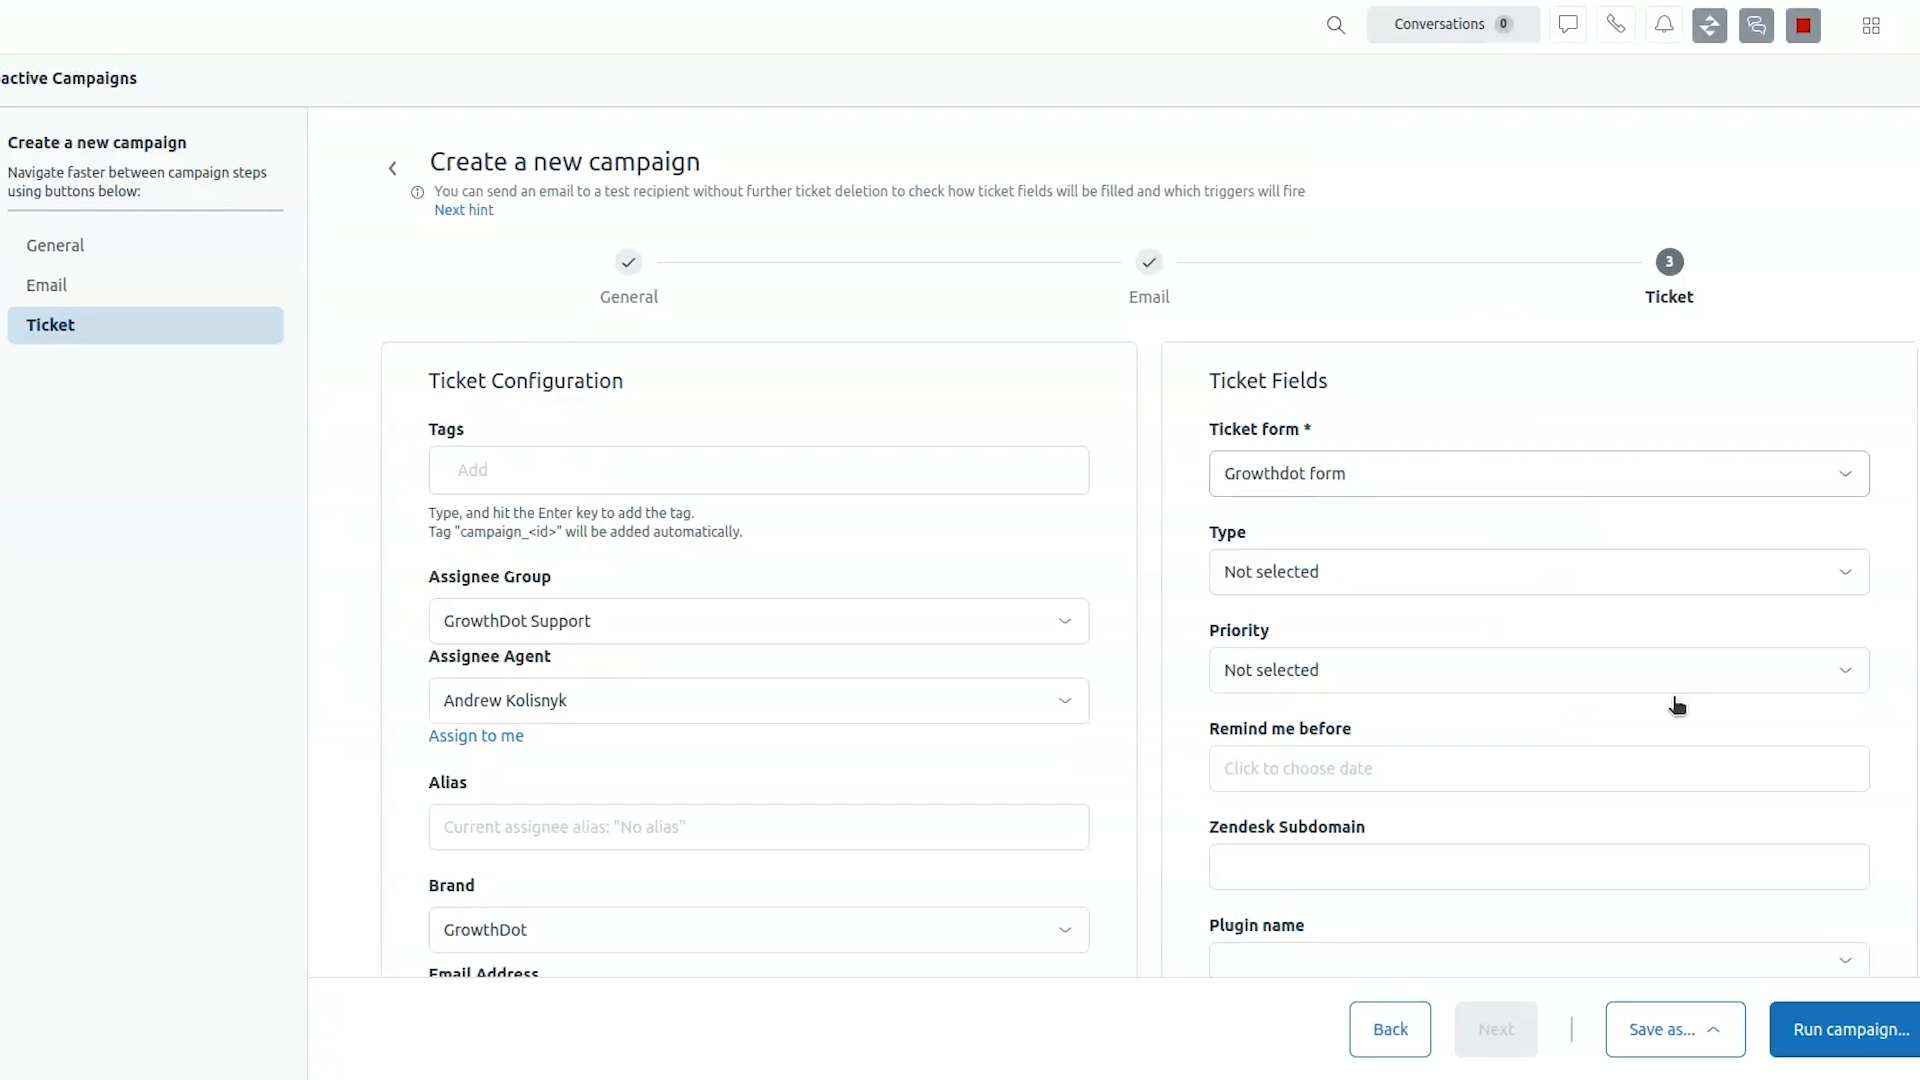 Conversations 0
active Campaigns
Create a new campaign
Navigate faster between campaign steps
using buttons below:
General
Email
Ticket
Create a new campaign
You can send an email to a test recipient without further ticket deletion to check how ticket fields will be filled and which triggers will fire
Next hint
General
Email
3
Ticket
Ticket Configuration
Tags
Add
Type, and hit the Enter key to add the tag.
Tag "campaign_<id>" will be added automatically.
Assignee Group
GrowthDot Support
Assignee Agent
Andrew Kolisnyk
Assign to me
Alias
Current assignee alias: "No alias"
Brand
GrowthDot
Email Address
Ticket Fields
Ticket form *
Growthdot form
Type
Not selected
Priority
Not selected
Remind me before
Click to choose date
Zendesk Subdomain
Plugin name
Back
Next
Save as...
Run campaign...